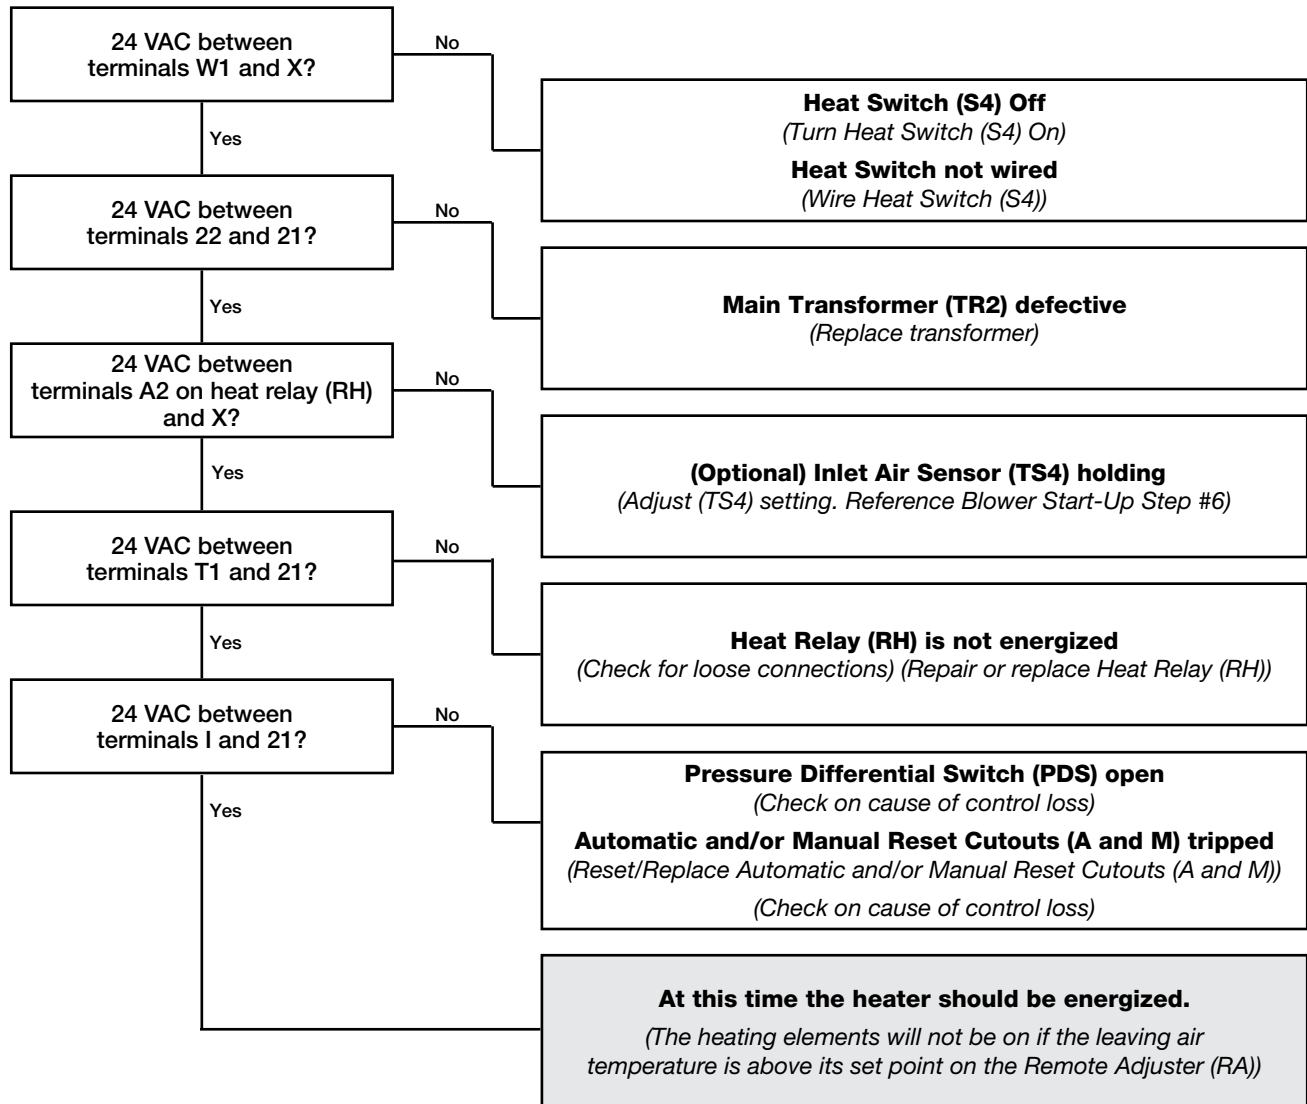 24 VAC between
terminals W1 and X?
No
Heat Switch (S4) Off
(Turn Heat Switch (S4) On)
Heat Switch not wired
(Wire Heat Switch (S4))
Yes
24 VAC between
terminals 22 and 21?
No
Main Transformer (TR2) defective
(Replace transformer)
Yes
24 VAC between
terminals A2 on heat relay (RH)
and X?
No
(Optional) Inlet Air Sensor (TS4) holding
(Adjust (TS4) setting. Reference Blower Start-Up Step #6)
Yes
24 VAC between
terminals T1 and 21?
No
Heat Relay (RH) is not energized
(Check for loose connections) (Repair or replace Heat Relay (RH))
Yes
24 VAC between
terminals I and 21?
No
Pressure Differential Switch (PDS) open
(Check on cause of control loss)
Automatic and/or Manual Reset Cutouts (A and M) tripped
(Reset/Replace Automatic and/or Manual Reset Cutouts (A and M))
(Check on cause of control loss)
Yes
At this time the heater should be energized.
(The heating elements will not be on if the leaving air
temperature is above its set point on the Remote Adjuster (RA))